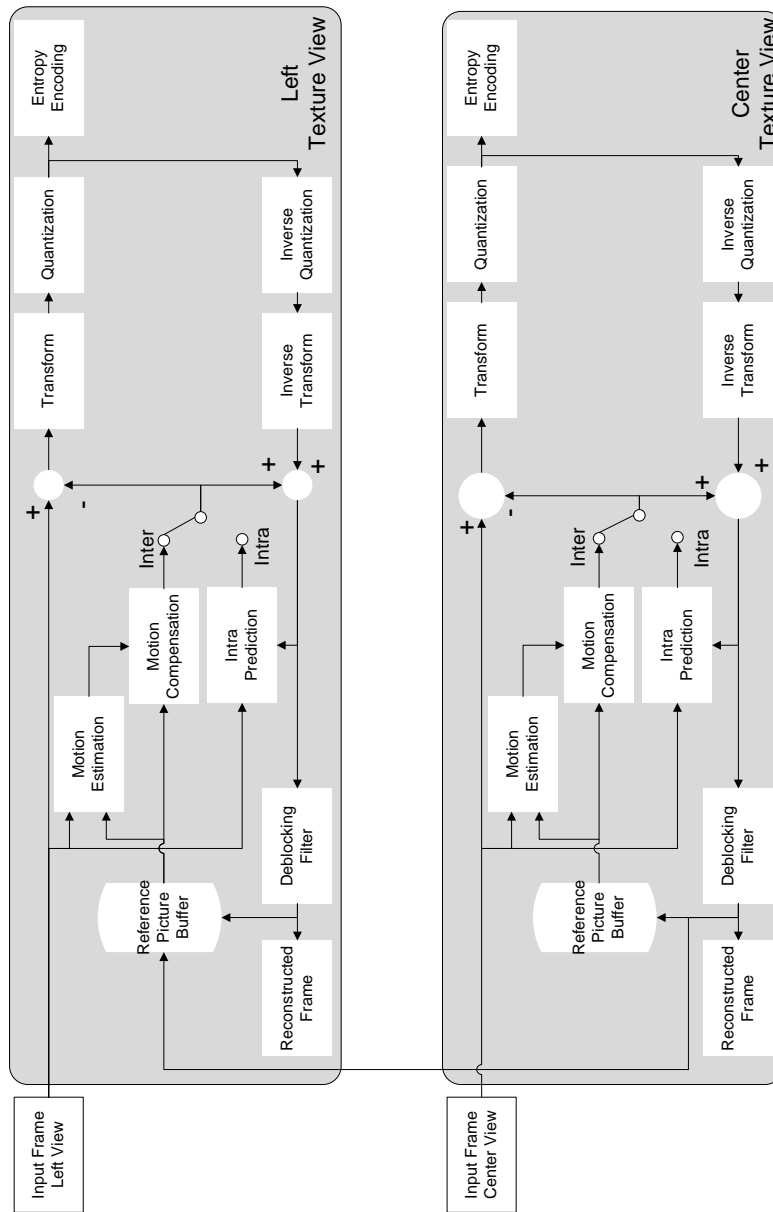 Input Frame
Left View
Reconstructed
Frame
Reference
Picture
Buffer
Deblocking
Filter
Motion
Estimation
Motion
Compensation
Intra
Prediction
Inter
Intra
+
-
+
+
Transform
Quantization
Entropy
Encoding
Inverse
Transform
Inverse
Quantization
Left
Texture View
Input Frame
Center View
Reconstructed
Frame
Reference
Picture
Buffer
Deblocking
Filter
Motion
Estimation
Motion
Compensation
Intra
Prediction
Inter
Intra
+
-
+
+
Transform
Quantization
Entropy
Encoding
Inverse
Transform
Inverse
Quantization
Center
Texture View